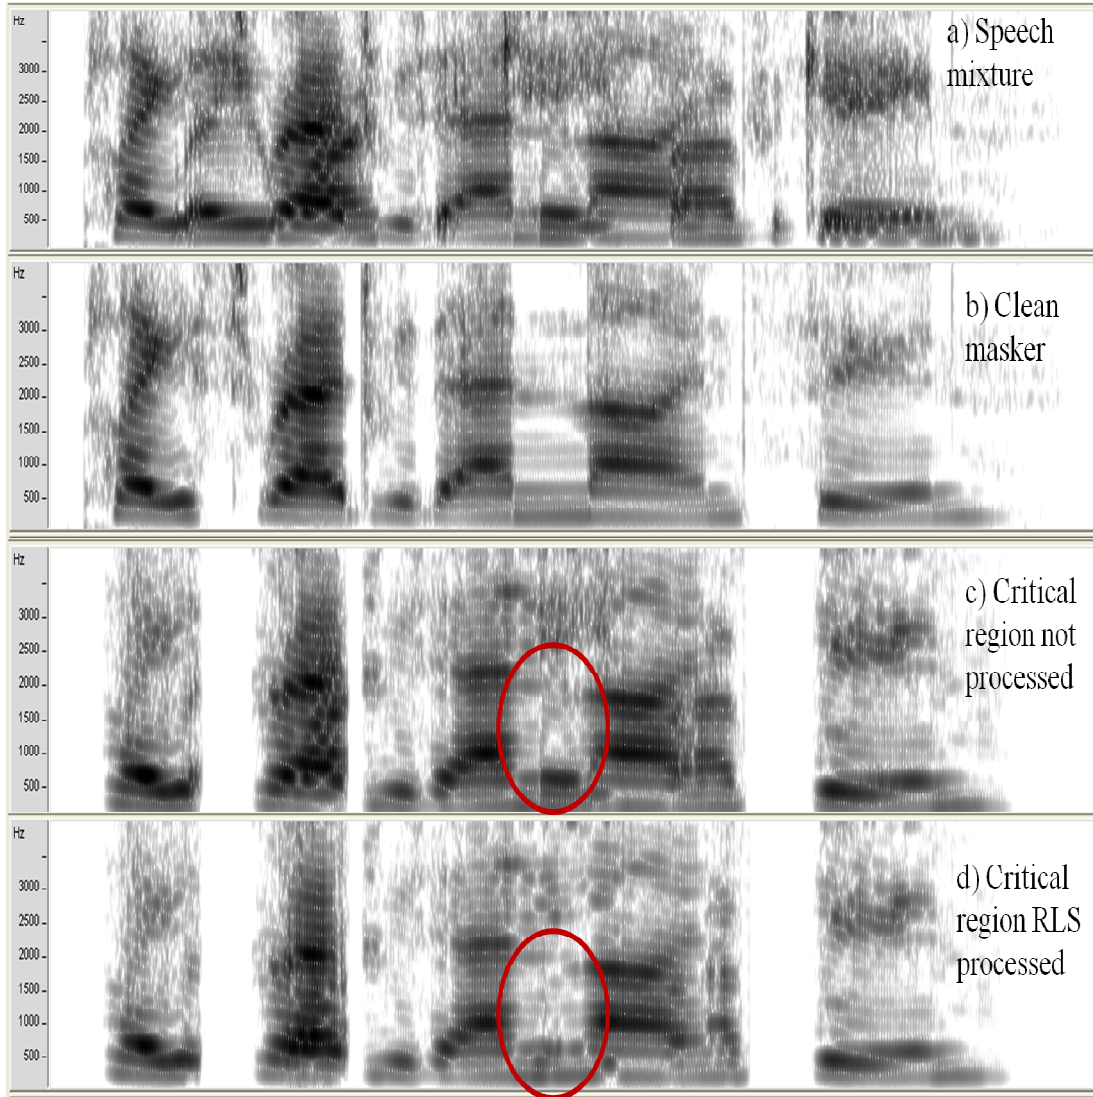 Hz
3000
2500
2000
1500
1000
500
a) Speech
mixture
Hz
3000
2500
2000
1500
1000
500
b) Clean
masker
Hz
3000
2500
2000
1500
1000
500
c) Critical
region not
processed
Hz
3000
2500
2000
1500
1000
500
d) Critical
region RLS
processed